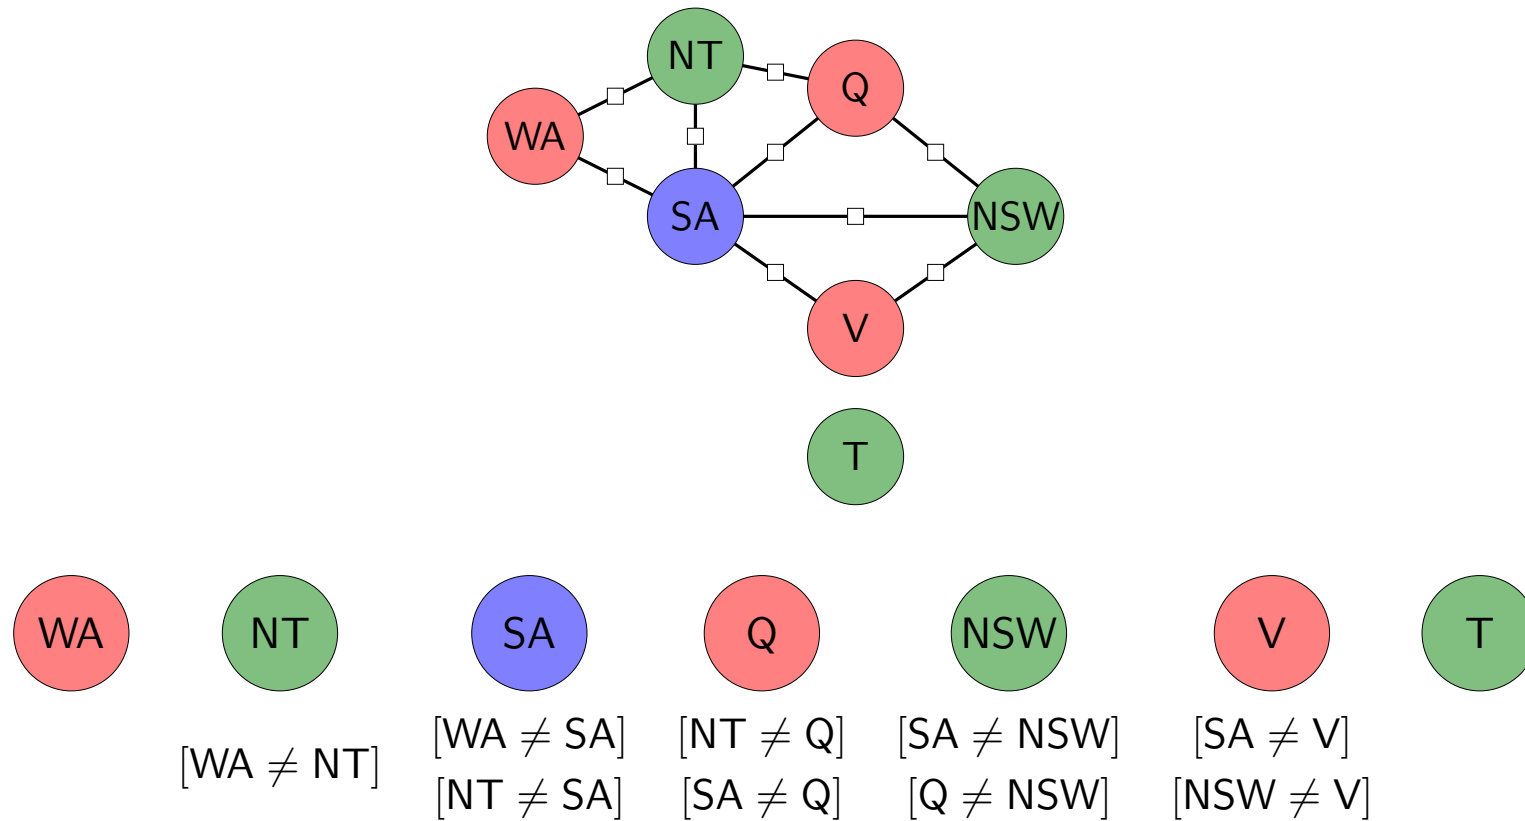 NT
Q
WA
SA
NSW
V
T
WA NT SA Q NSW V T
[WA ≠ NT]
[WA ≠ SA] [NT ≠ Q] [SA ≠ NSW] [SA ≠ V]
[NT ≠ SA] [SA ≠ Q] [Q ≠ NSW] [NSW ≠ V]